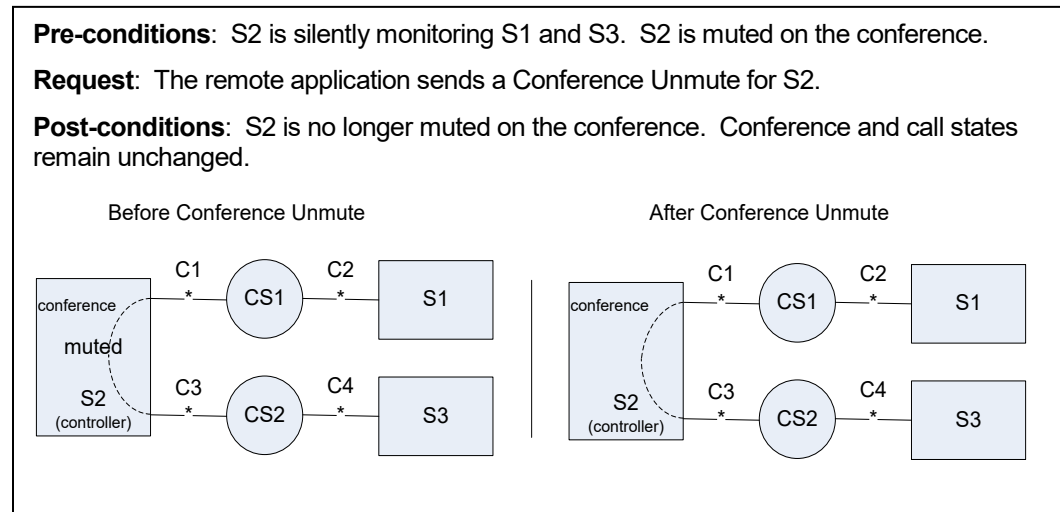 Pre-conditions:  S2 is silently monitoring S1 and S3.  S2 is muted on the conference.
Request:  The remote application sends a Conference Unmute for S2.
Post-conditions:  S2 is no longer muted on the conference.  Conference and call states
remain unchanged.
Before Conference Unmute
C1
C2
conference
*
CS1
*
S1
muted
C3
C4
S2
(controller)
*
CS2
*
S3
After Conference Unmute
C1
C2
conference
*
CS1
*
S1
C3
C4
S2
(controller)
*
CS2
*
S3